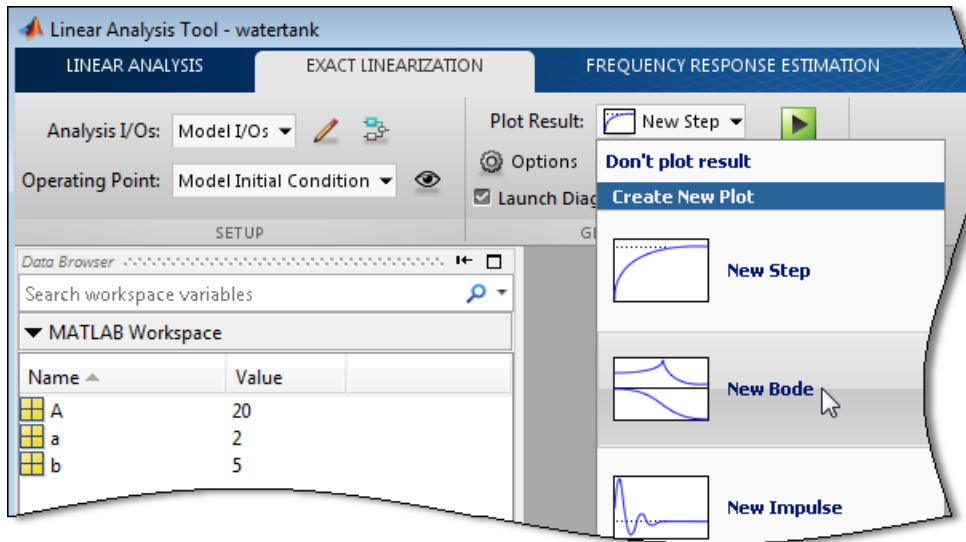 Linear Analysis Tool - watertank
LINEAR ANALYSIS
EXACT LINEARIZATION
FREQUENCY RESPONSE ESTIMATION
Analysis I/Os:
Model I/Os
Operating Point:
Model Initial Condition
SETUP
Plot Result:
New Step
Options
Launch
Don't plot result
Create New Plot
New Step
New Bode
New Impulse
Data Browser
Search workspace variables
MATLAB Workspace
Name
Value
A 20
a 2
b 5